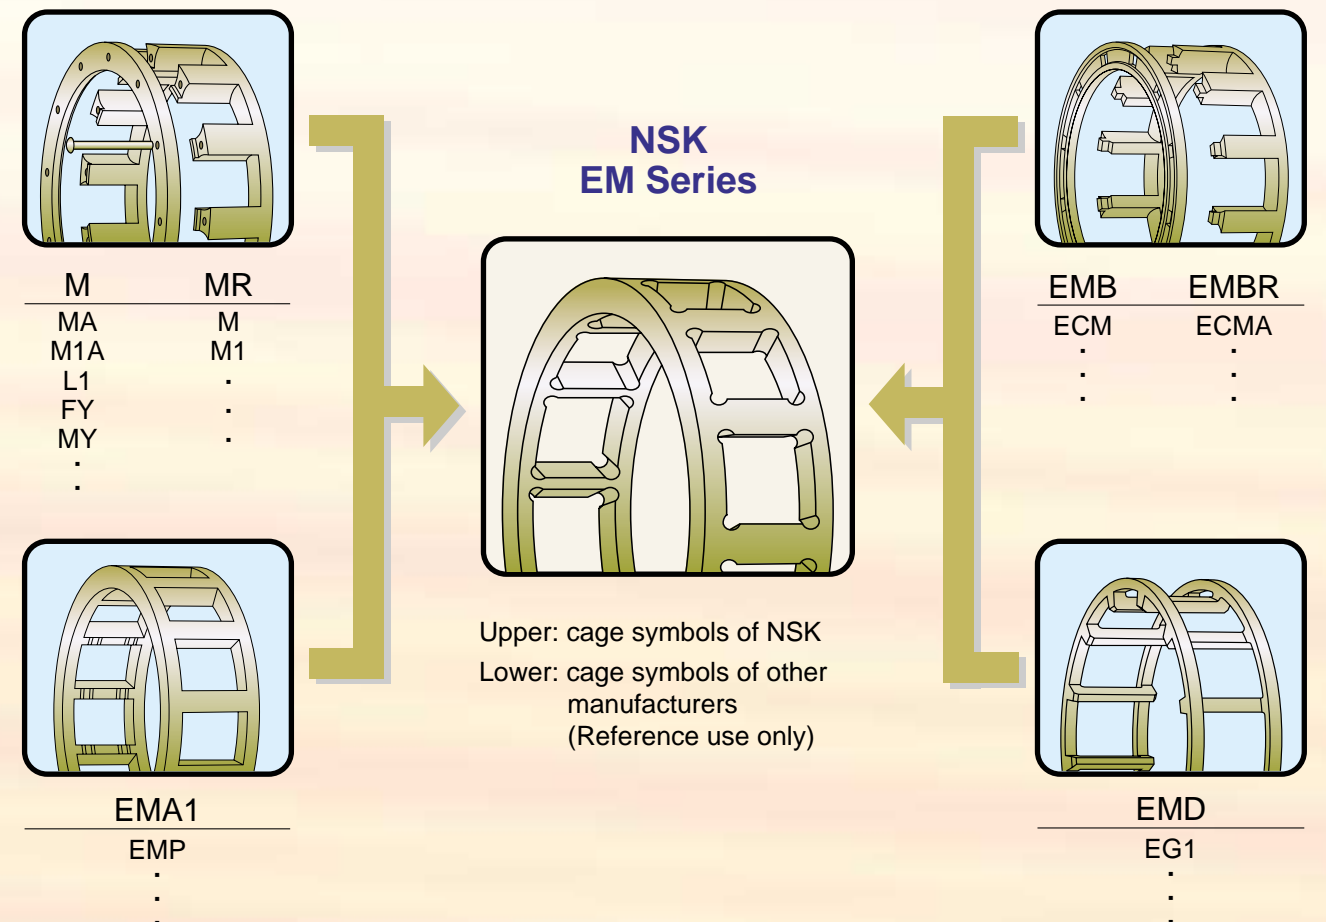 NSK
EM Series
M MR
MA M
M1A M1
L1 .
FY .
MY .
.
.
EMB EMBR
ECM ECMA
. .
. .
. .
Upper: cage symbols of NSK
Lower: cage symbols of other
manufacturers
(Reference use only)
EMA1
EMP
.
.
.
EMD
EG1
.
.
.